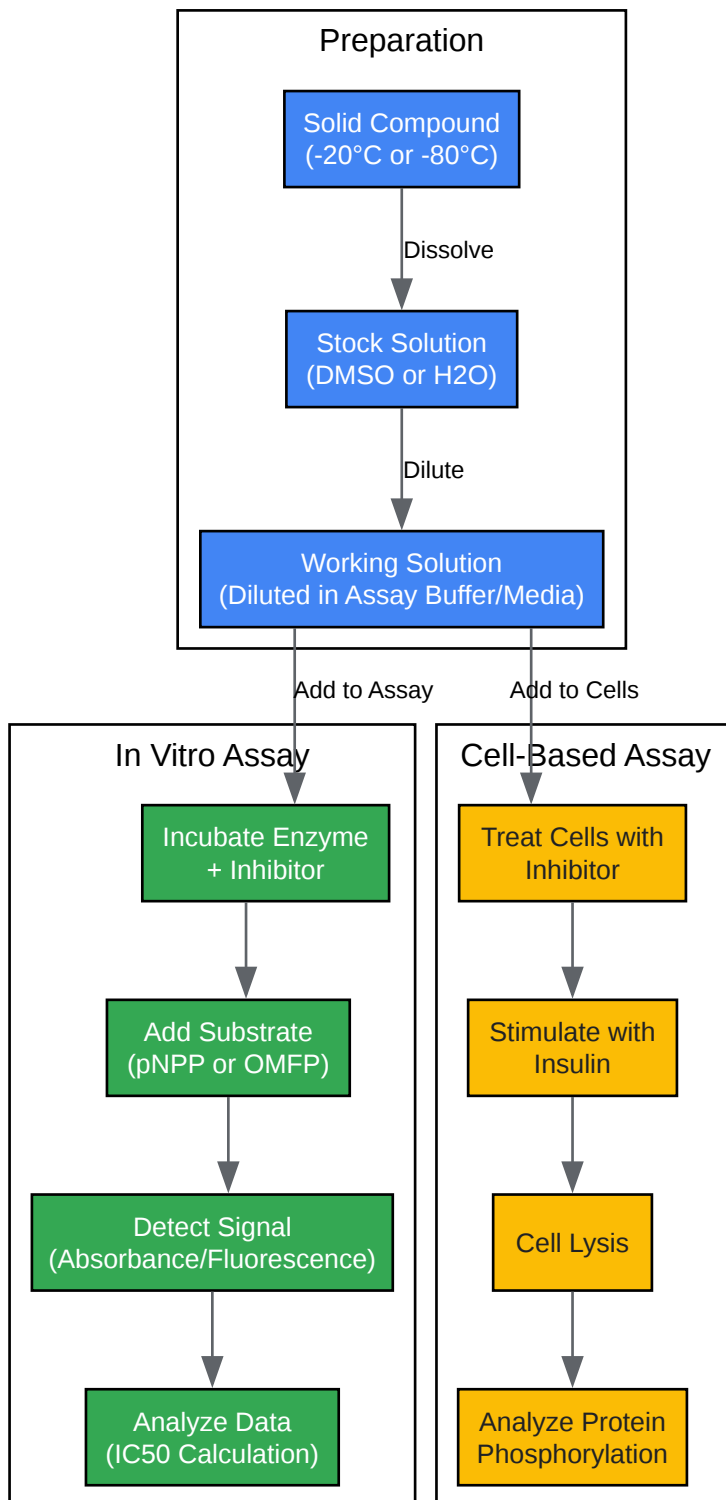 Preparation
Solid Compound
(-20°C or -80°C)
Dissolve
Stock Solution
(DMSO or H2O)
Dilute
Working Solution
(Diluted in Assay Buffer/Media)
Add to Assay
Add to Cells
In Vitro Assay
Incubate Enzyme
+ Inhibitor
Add Substrate
(pNPP or OMFP)
Detect Signal
(Absorbance/Fluorescence)
Analyze Data
(IC50 Calculation)
Cell-Based Assay
Treat Cells with
Inhibitor
Stimulate with
Insulin
Cell Lysis
Analyze Protein
Phosphorylation